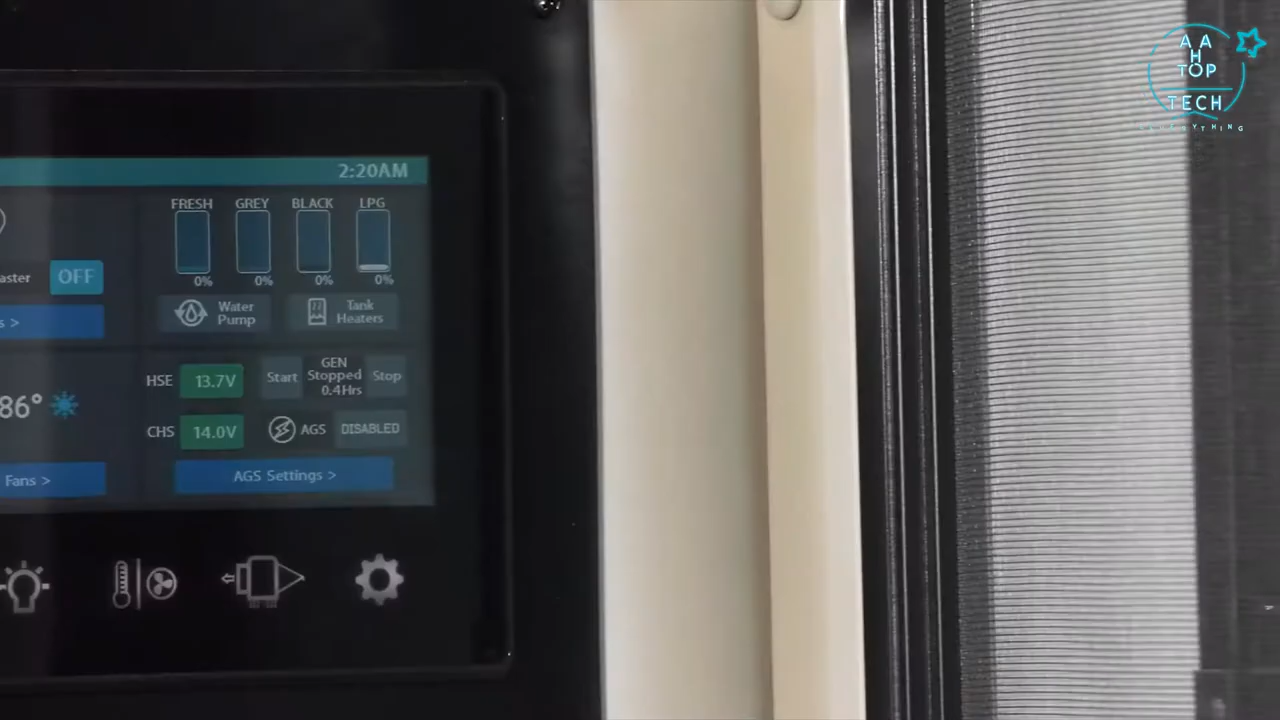 2:20AM
FRESH GREY BLACK LPG
0% 0% 0% 0%
aster OFF
Water Pump
Tank Heaters
s >
HSE 13.7V
Start
GEN
Stopped
0.4Hrs
Stop
86°
CHS 14.0V
AGS DISABLED
Fans >
AGS Settings >
A A
H
TOP
TECH